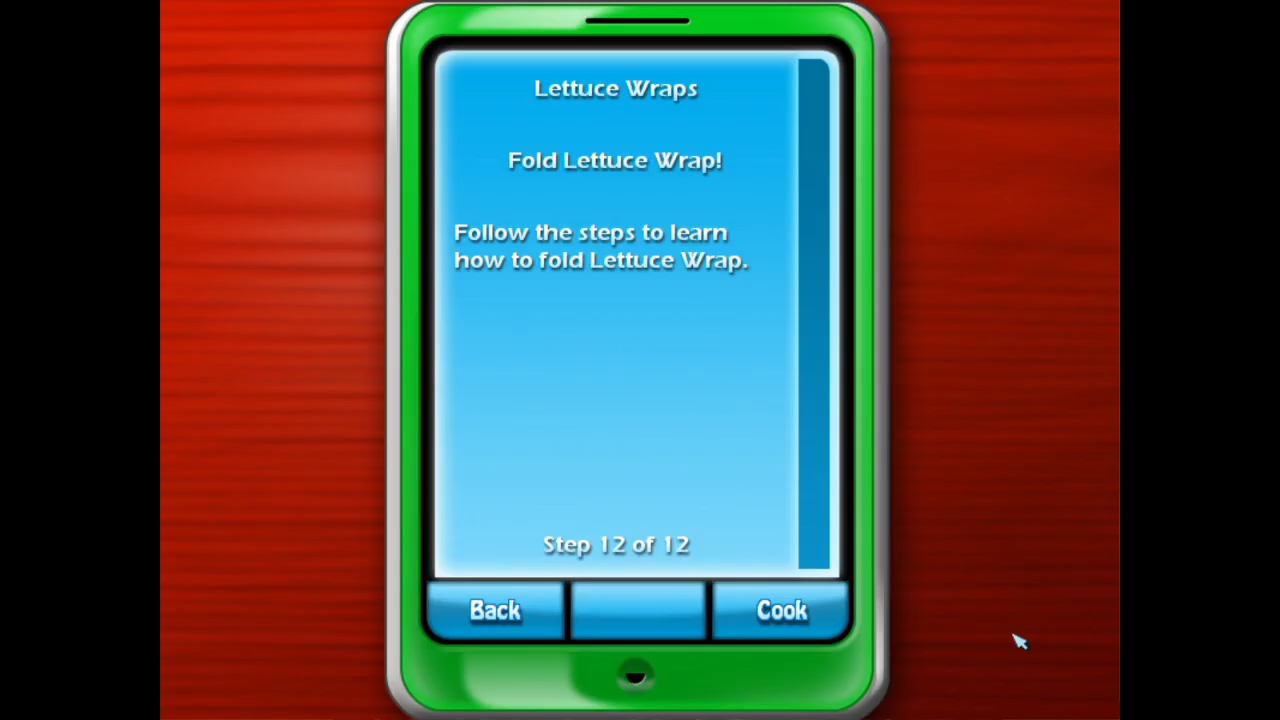 Lettuce Wraps
Fold Lettuce Wrap!
Follow the steps to learn
how to fold Lettuce Wrap.
Step 12 of 12
Back
Cook